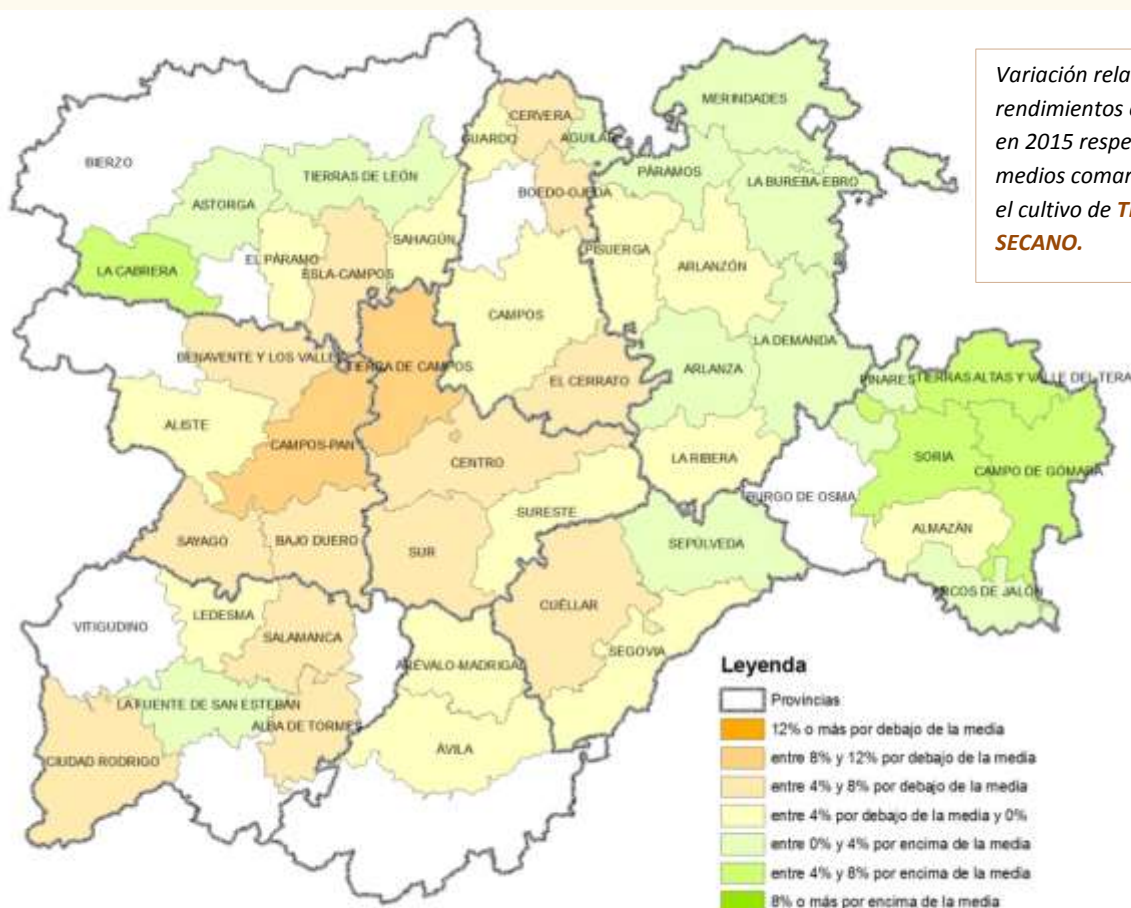 Variación rela
rendimientos
en 2015 respe
medios comar
el cultivo de T
SECANO.
MERINDADES
CERVERA
GUARDO
AGUILAR
BIERZO
TIERRAS DE LEÓN
PÁRAMOS
LA BUREBA-EBRO
BOEDO-OJEDA
ASTORGA
SAHAGÚN
EL PÁRAMO
PISUERGA
ARLANZÓN
LA CABRERA
ESLA-CAMPOS
CAMPOS
LA DEMANDA
BENAVENTE Y LOS VALLES
TIERRA DE CAMPOS
ARLANZA
EL CERRATO
PINARES
TIERRAS ALTAS Y VALLE DEL TERA
ALISTE
CAMPOS-PAN
CENTRO
LA RIBERA
SORIA
CAMPO DE GOMARA
BURGO DE OSMA
SURESTE
ALMAZÁN
SAYAGO
BAJO DUERO
SUR
SEPÚLVEDA
ARCOS DE JALÓN
CUÉLLAR
LEDESMA
VITIGUDINO
SALAMANCA
SEGOVIA
ARÉVALO-MADRIGAL
LA FUENTE DE SAN ESTEBAN
ALBA DE TORMES
ÁVILA
CIUDAD RODRIGO
Leyenda
Provincias
12% o más por debajo de la media
entre 8% y 12% por debajo de la media
entre 4% y 8% por debajo de la media
entre 4% por debajo de la media y 0%
entre 0% y 4% por encima de la media
entre 4% y 8% por encima de la media
8% o más por encima de la media